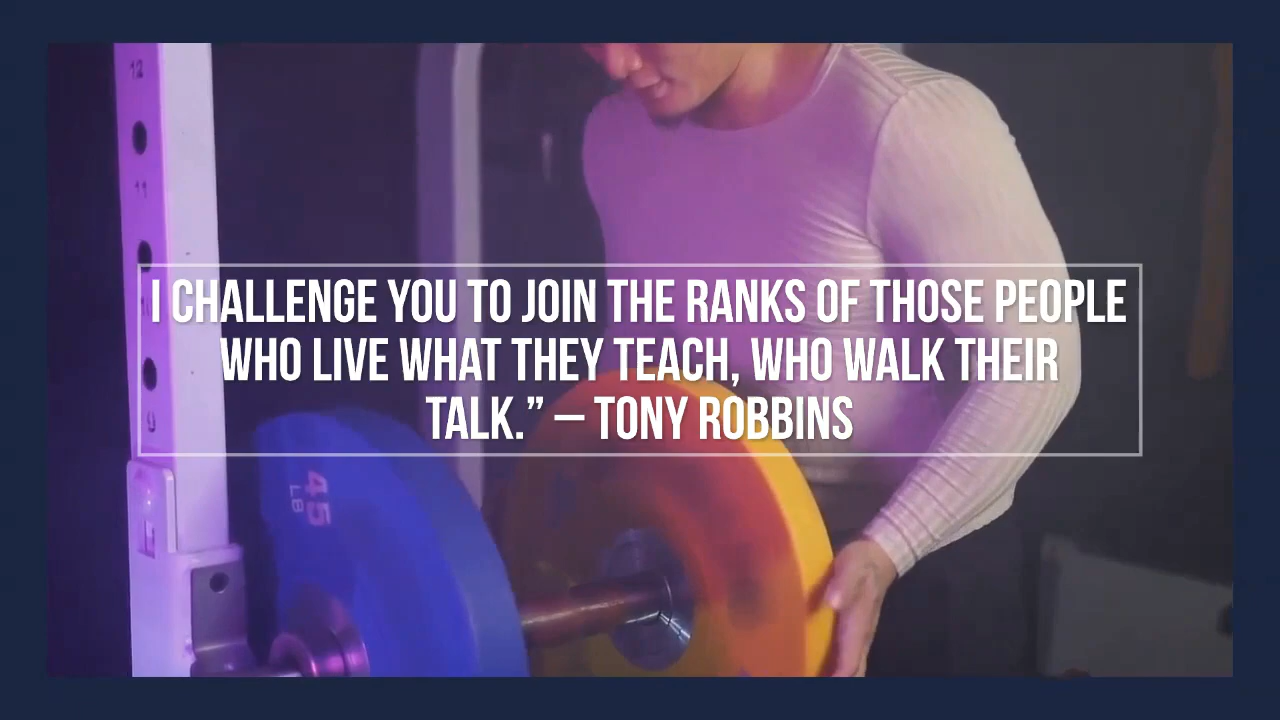 12
11
I CHALLENGE YOU TO JOIN THE RANKS OF THOSE PEOPLE
WHO LIVE WHAT THEY TEACH, WHO WALK THEIR
TALK.” – TONY ROBBINS
9
45
LB